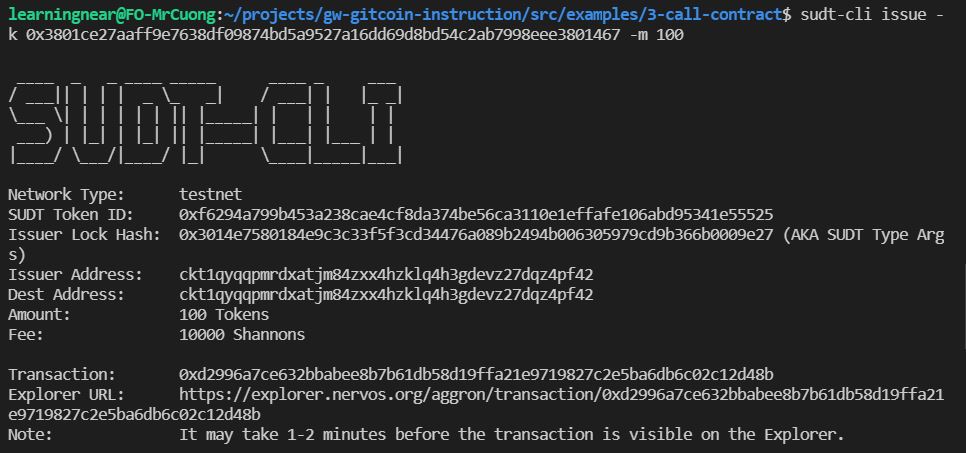 learningnear@FO-MrCuong:~/projects/gw-gitcoin-instruction/src/examples/3-call-contract$ sudt-cli issue -
k 0x3801ce27aaff9e7638df09874bd5a9527a16dd69d8bd54c2ab7998eee3801467 -m 100
SUDT-CLI
Network Type: testnet
SUDT Token ID: 0xf6294a799b453a238cae4cf8da374be56ca3110e1effafe106abd95341e55525
Issuer Lock Hash: 0x3014e7580184e9c3c33f5f3cd34476a089b2494b006305979cd9b366b0009e27 (AKA SUDT Type Arg
s)
Issuer Address: ckt1qyqqpmrdxatjm84zxx4hzklq4h3gdevz27dqz4pf42
Dest Address: ckt1qyqqpmrdxatjm84zxx4hzklq4h3gdevz27dqz4pf42
Amount: 100 Tokens
Fee: 10000 Shannons
Transaction: 0xd2996a7ce632bbabee8b7b61db58d19ffa21e9719827c2e5ba6db6c02c12d48b
Explorer URL: https://explorer.nervos.org/aggron/transaction/0xd2996a7ce632bbabee8b7b61db58d19ffa21
e9719827c2e5ba6db6c02c12d48b
Note: It may take 1-2 minutes before the transaction is visible on the Explorer.